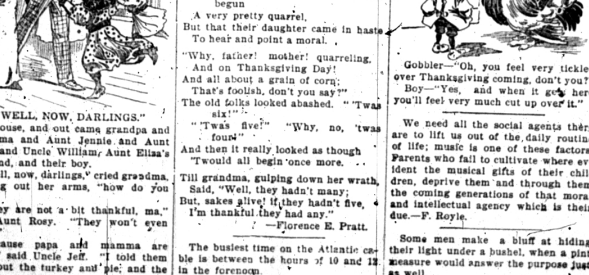 WELL, NOW, DARLINGS."
ouse, and out came grandpa and
ma and Aunt Jennie and Aunt
and Uncle William, Aunt Eliza's
nd, and their boy.
ll, now, darlings," cried grandma,
ng out her arms, "how do you
ey are not a bit thankful, ma,"
Aunt Rosy. "They won't even
ause papa and mamma are
said Uncle Jeff. "I told them
out the turkey and pie; and the
begun
A very pretty quarrel,
But that their daughter came in haste
To hear and point a moral.
"Why, father! mother! quarreling,
And on Thanksgiving Day!
And all about a grain of corn;
That's foolish, don't you say?"
The old folks looked abashed. "'Twas
six!"
"'Twas five!" "Why, no, 'twas
four!"
And then it really looked as though
'Twould all begin once more.
Till grandma, gulping down her wrath,
Said, "Well, they hadn't many;
But, sakes alive! if they hadn't five,
I'm thankful they had any."
—Florence E. Pratt.
The busiest time on the Atlantic ca-
ble is between the hours of 10 and 12
in the forenoon.
Gobbler—"Oh, you feel very tickle
over Thanksgiving coming, don't you?
Boy—"Yes, and when it gets her
you'll feel very much cut up over it."
We need all the social agents ther
are to lift us out of the daily routin
of life; music is one of these factors
Parents who fail to cultivate where ev
ident the musical gifts of their chil
dren, deprive them and through them
the coming generations of that mora
and intellectual agency which is thei
due.—F. Royle.
Some men make a bluff at hiding
their light under a bushel, when a pin
measure would answer the purpose just
as well.